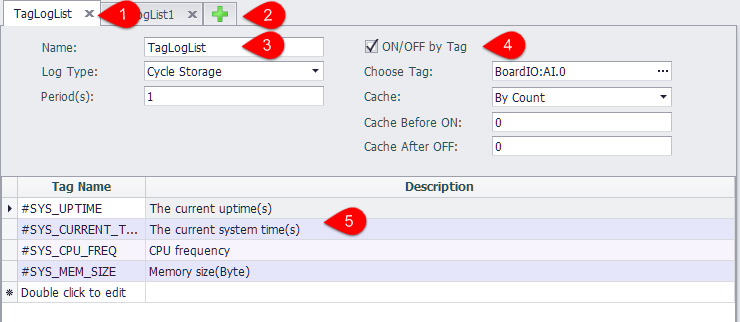 TagLogList
1
LogList1
2
Name: TagLogList
3
ON/OFF by Tag
4
Log Type: Cycle Storage
Choose Tag: BoardIO:AI.0 ...
Period(s): 1
Cache: By Count
Cache Before ON: 0
Cache After OFF: 0
Tag Name Description
#SYS_UPTIME The current uptime(s)
#SYS_CURRENT_T... The current system time(s)
5
#SYS_CPU_FREQ CPU frequency
#SYS_MEM_SIZE Memory size(Byte)
Double click to edit